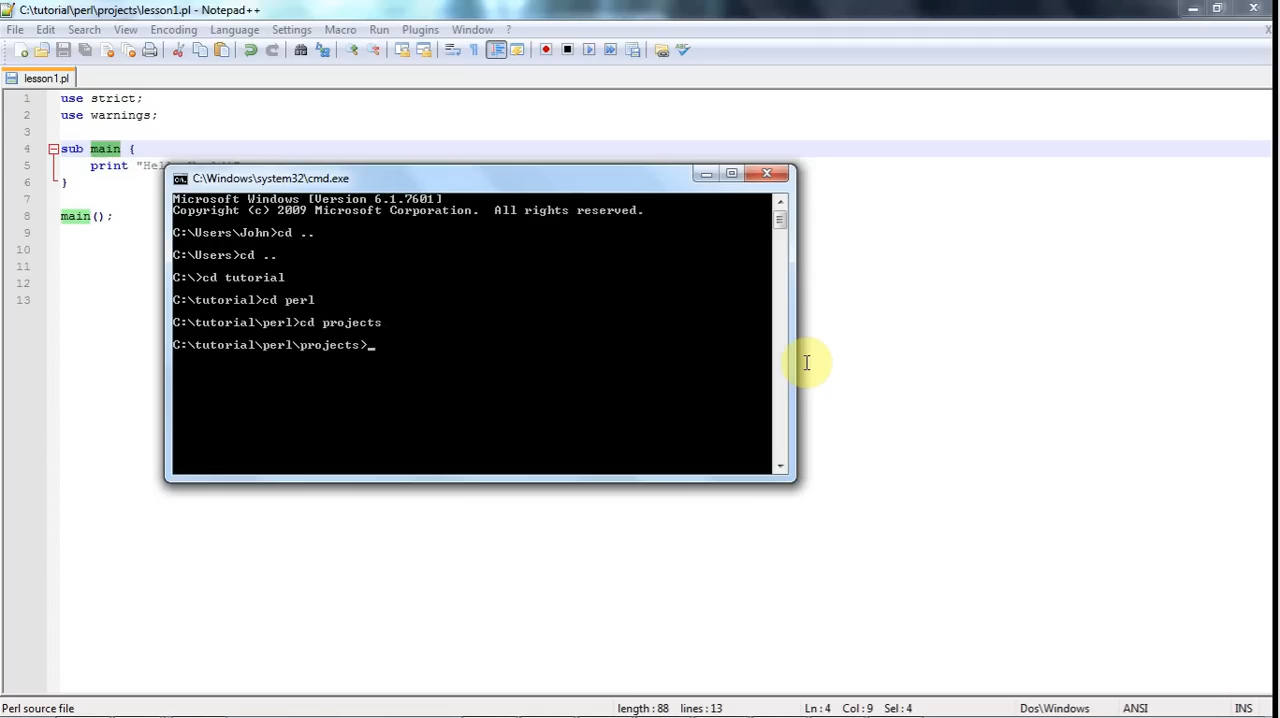 C:\tutorial\perl\projects\lesson1.pl - Notepad++
File Edit Search View Encoding Language Settings Macro Run Plugins Window ? X
lesson1.pl
1 use strict;
2 use warnings;
3
4 sub main {
5 print
6 }
7
8 main();
9
10
11
12
13
C:\Windows\system32\cmd.exe
Microsoft Windows [Version 6.1.7601]
Copyright (c) 2009 Microsoft Corporation. All rights reserved.
C:\Users\John>cd ..
C:\Users>cd ..
C:\>cd tutorial
C:\tutorial>cd perl
C:\tutorial\perl>cd projects
C:\tutorial\perl\projects>_
Perl source file length : 88 lines : 13 Ln : 4 Col : 9 Sel : 4 Dos\Windows ANSI INS